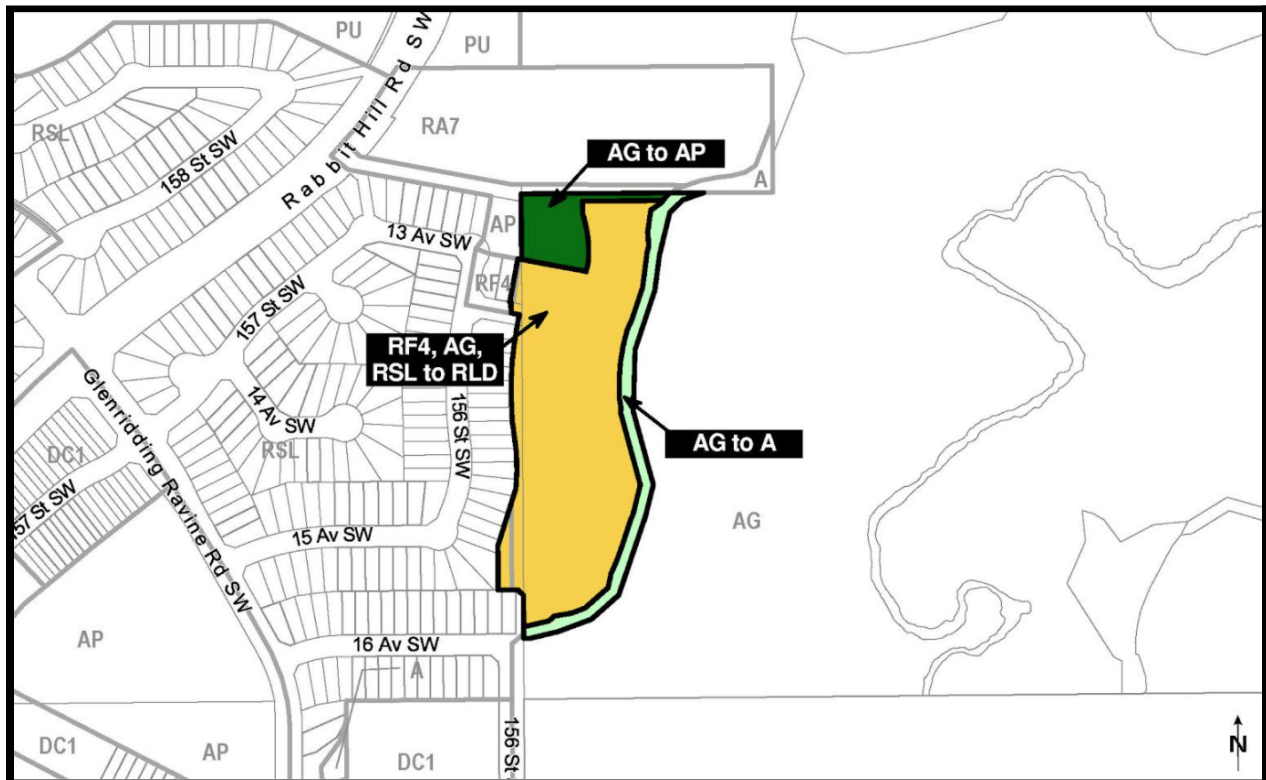 PU
PU
RSL
158 St SW
Rabbit Hill Rd SW
RA7
AG to AP
A
AP
13 Av SW
RF4
157 St SW
RF4, AG,
RSL to RLD
14 Av SW
156 St SW
AG to A
Glenridding Ravine Rd SW
DC1
RSL
157 St SW
AG
15 Av SW
AP
16 Av SW
A
DC1
AP
DC1
156 St
N